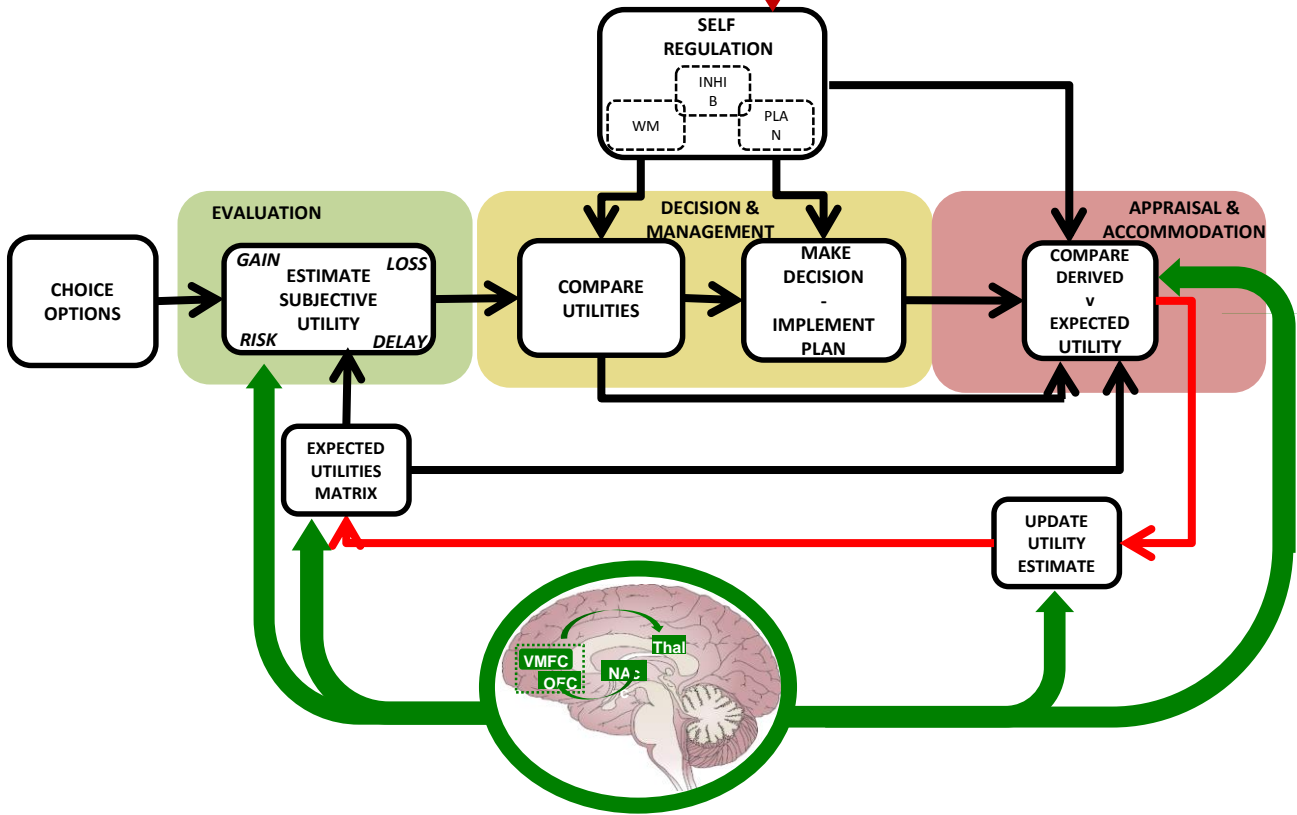 SELF
REGULATION
INHI
B
WM
PLA
N
EVALUATION
DECISION &
MANAGEMENT
APPRAISAL &
ACCOMMODATION
CHOICE
OPTIONS
GAIN
LOSS
ESTIMATE
SUBJECTIVE
UTILITY
RISK
DELAY
COMPARE
UTILITIES
MAKE
DECISION
-
IMPLEMENT
PLAN
COMPARE
DERIVED
v
EXPECTED
UTILITY
EXPECTED
UTILITIES
MATRIX
UPDATE
UTILITY
ESTIMATE
Thal
VMFC
OFC
NAc
c